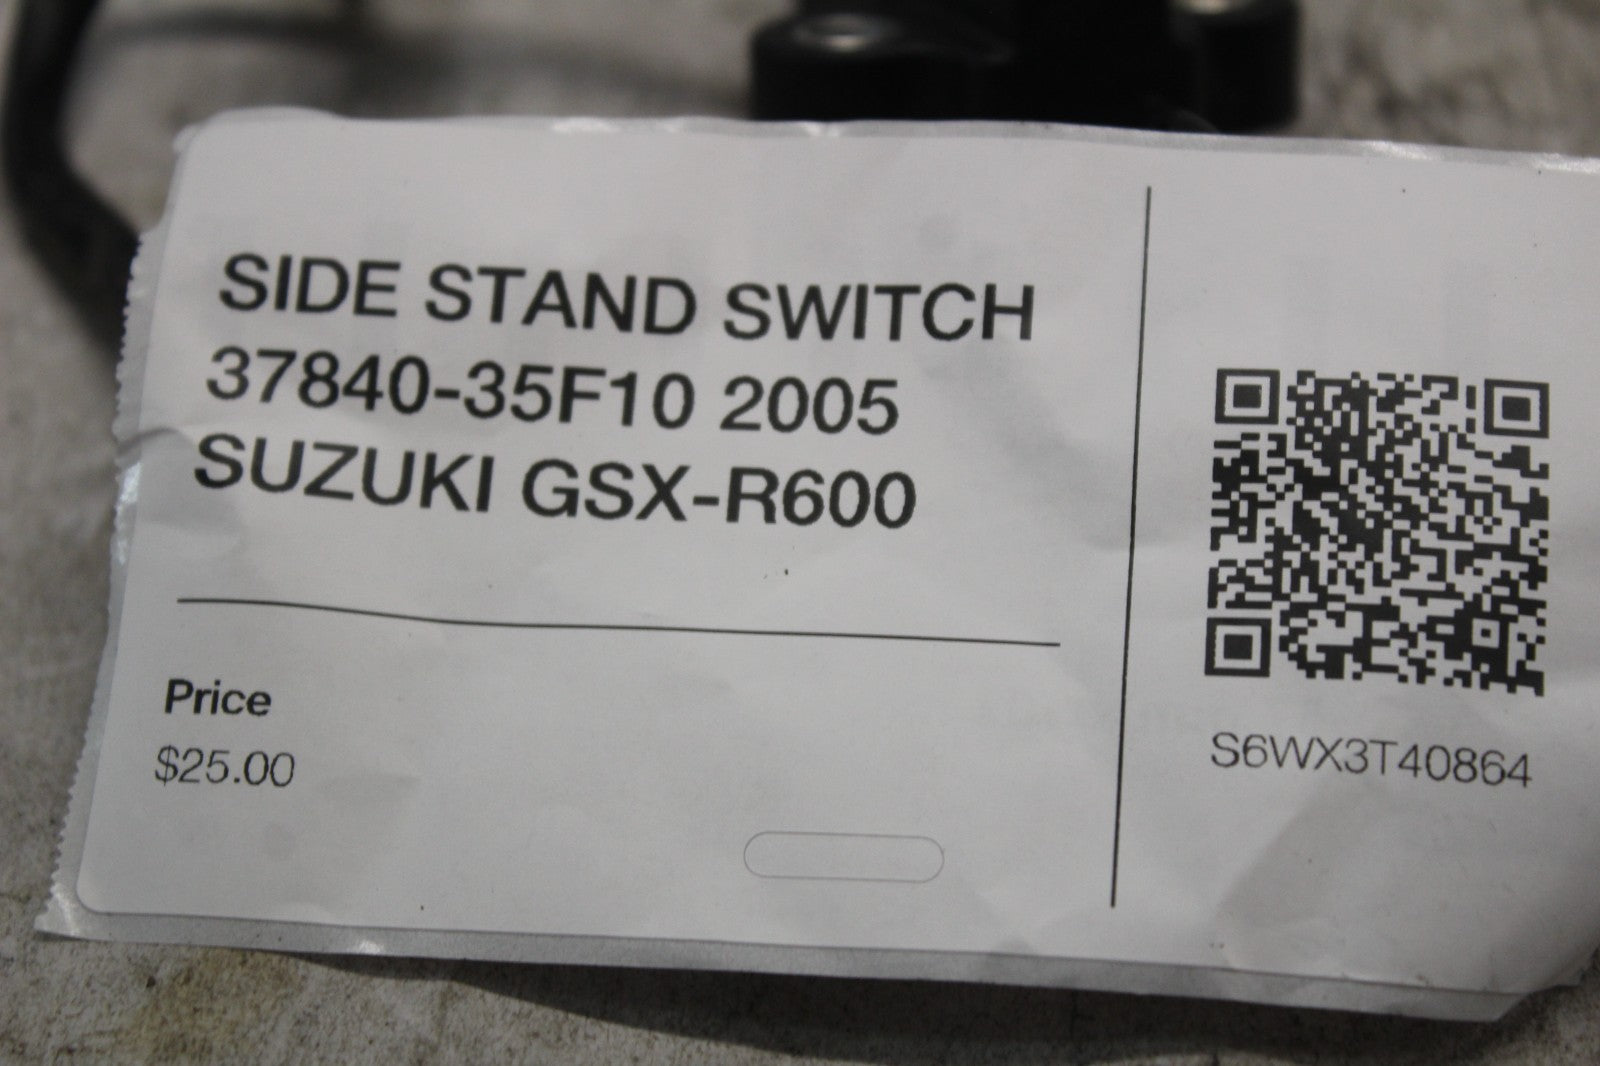 SIDE STAND SWITCH
37840-35F10 2005
SUZUKI GSX-R600
Price
$25.00
S6WX3T40864